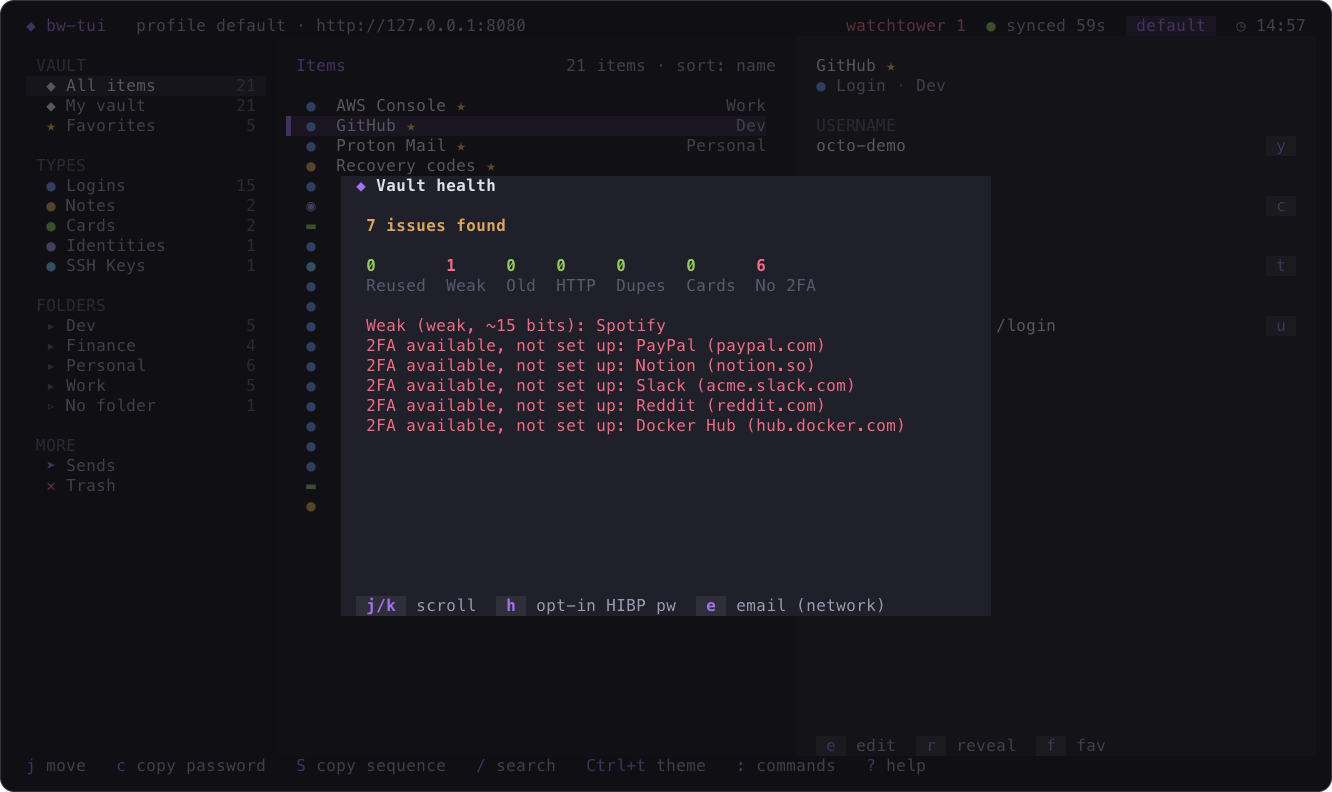 ◆ bw-tui profile default · http://127.0.0.1:8080 watchtower 1 ● synced 59s default ◷ 14:57
VAULT
◆ All items 21
◆ My vault 21
★ Favorites 5
TYPES
● Logins 15
● Notes 2
● Cards 2
● Identities 1
● SSH Keys 1
FOLDERS
▸ Dev 5
▸ Finance 4
▸ Personal 6
▸ Work 5
▹ No folder 1
MORE
➤ Sends
✕ Trash
Items 21 items · sort: name
● AWS Console ★ Work
● GitHub ★ Dev
● Proton Mail ★ Personal
● Recovery codes ★
◆ Vault health
7 issues found
0 1 0 0 0 0 6
Reused Weak Old HTTP Dupes Cards No 2FA
Weak (weak, ~15 bits): Spotify
2FA available, not set up: PayPal (paypal.com)
2FA available, not set up: Notion (notion.so)
2FA available, not set up: Slack (acme.slack.com)
2FA available, not set up: Reddit (reddit.com)
2FA available, not set up: Docker Hub (hub.docker.com)
j/k scroll h opt-in HIBP pw e email (network)
GitHub ★
● Login · Dev
USERNAME
octo-demo y
c
t
/login u
e edit r reveal f fav
j move c copy password S copy sequence / search Ctrl+t theme : commands ? help